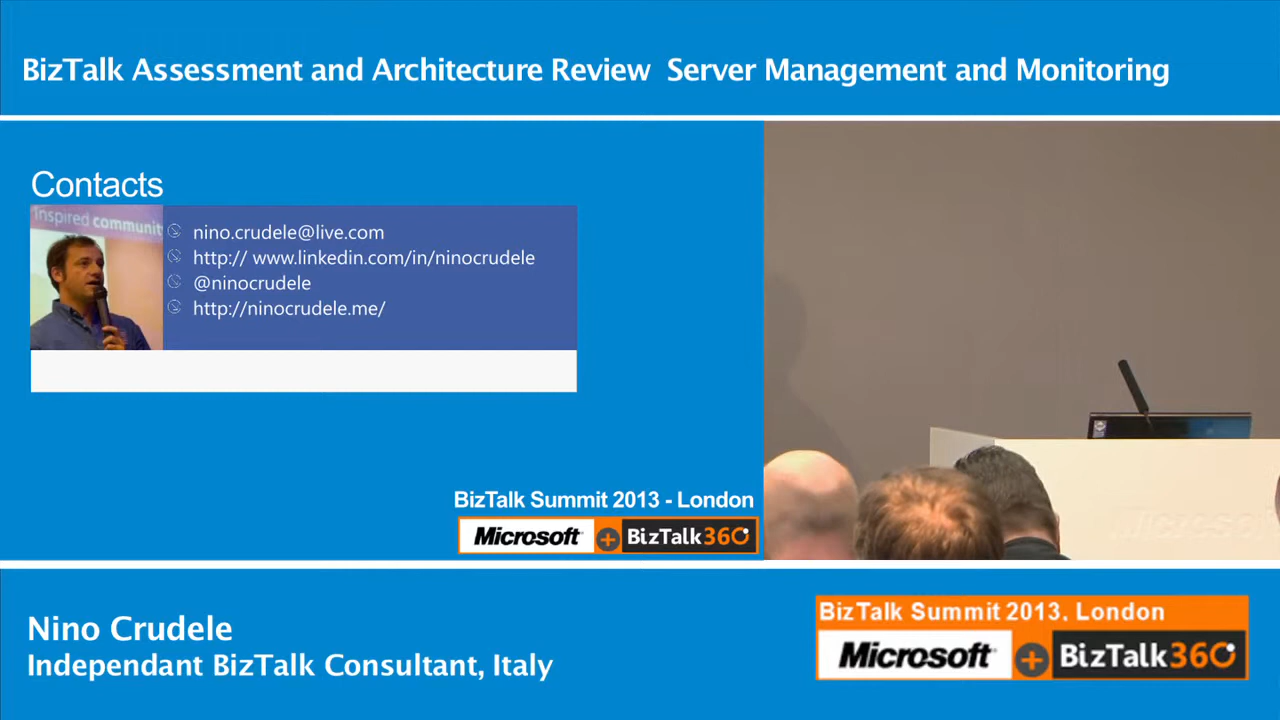 BizTalk Assessment and Architecture Review  Server Management and Monitoring
Contacts
Inspired communit
nino.crudele@live.com
http:// www.linkedin.com/in/ninocrudele
@ninocrudele
http://ninocrudele.me/
BizTalk Summit 2013 - London
Microsoft + BizTalk360
Microsoft
Nino Crudele
Independant BizTalk Consultant, Italy
BizTalk Summit 2013, London
Microsoft + BizTalk360